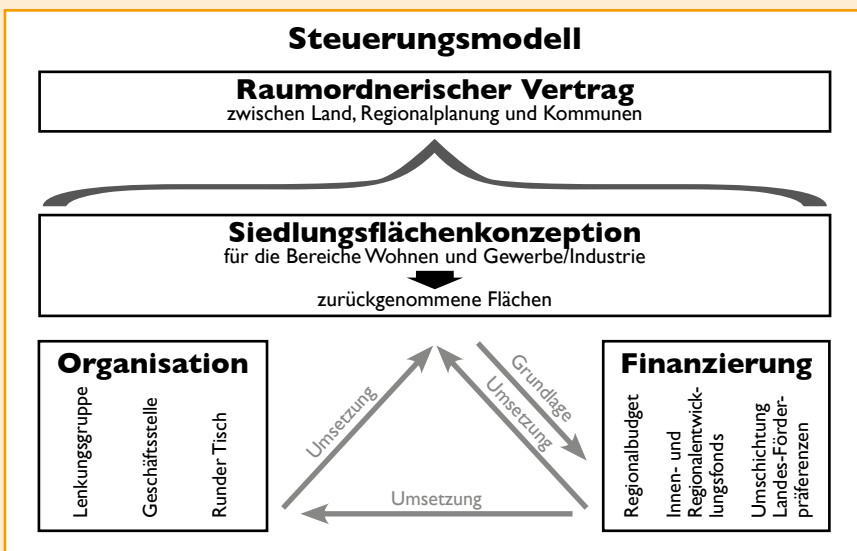 Steuerungsmodell
Raumordnerischer Vertrag
zwischen Land, Regionalplanung und Kommunen
Siedlungsflächenkonzeption
für die Bereiche Wohnen und Gewerbe/Industrie
zurückgenommene Flächen
Organisation
Lenkungsgruppe
Geschäftsstelle
Runder Tisch
Umsetzung
Grundlage
Umsetzung
Umsetzung
Finanzierung
Regionalbudget
Innen- und
Regionalentwick-
lungsfonds
Umschichtung
Landes-Förder-
präferenzen